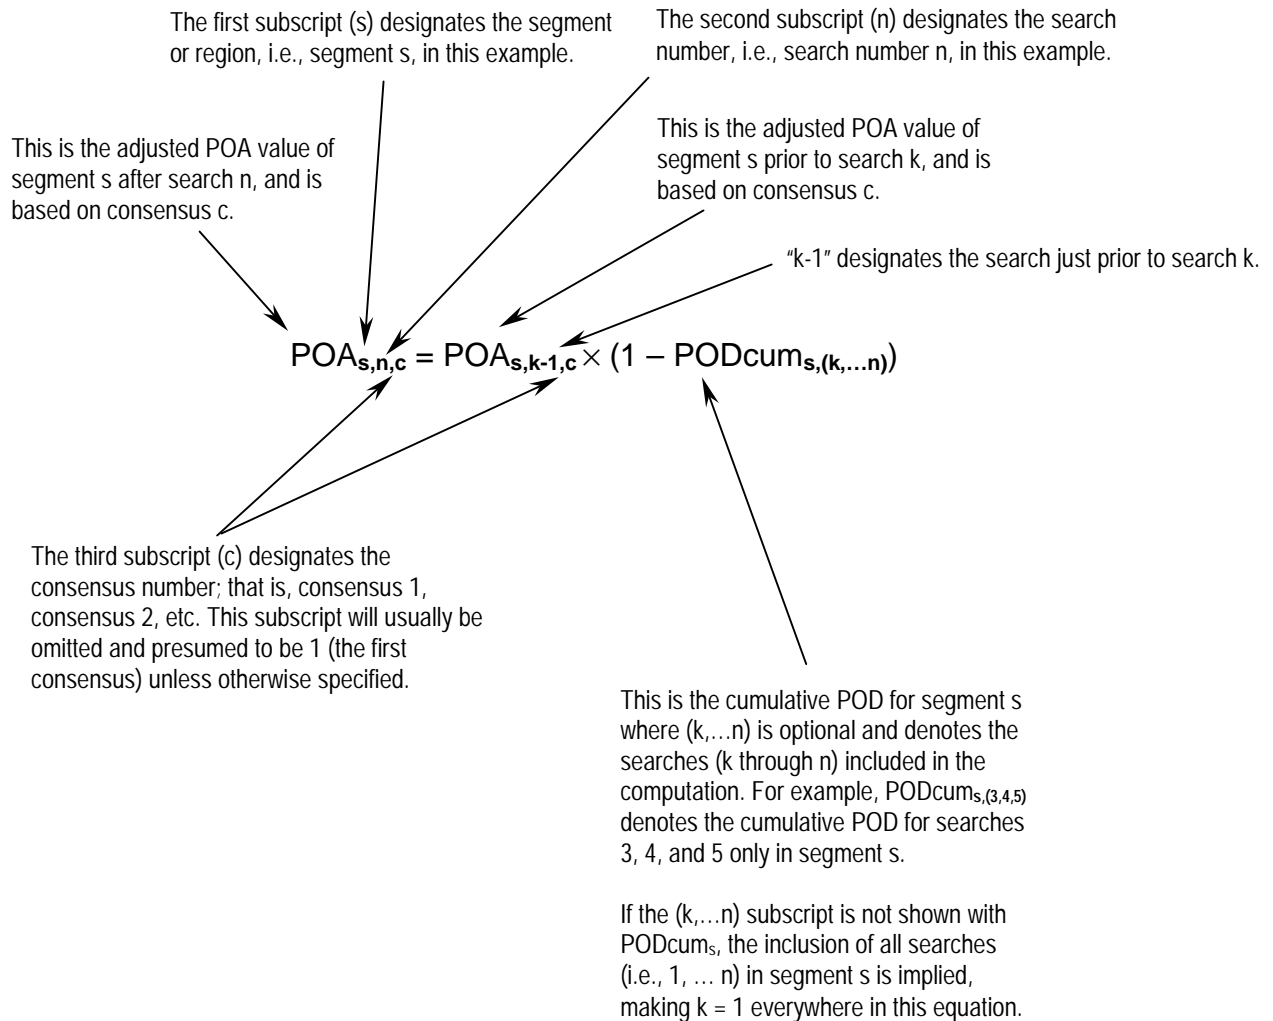 The first subscript (s) designates the segment
or region, i.e., segment s, in this example.
The second subscript (n) designates the search
number, i.e., search number n, in this example.
This is the adjusted POA value of
segment s after search n, and is
based on consensus c.
This is the adjusted POA value of
segment s prior to search k, and is
based on consensus c.
“k-1” designates the search just prior to search k.
POAs,n,c = POAs,k-1,c × (1 – PODcums,(k,…n))
The third subscript (c) designates the
consensus number; that is, consensus 1,
consensus 2, etc. This subscript will usually be
omitted and presumed to be 1 (the first
consensus) unless otherwise specified.
This is the cumulative POD for segment s
where (k,…n) is optional and denotes the
searches (k through n) included in the
computation. For example, PODcums,(3,4,5)
denotes the cumulative POD for searches
3, 4, and 5 only in segment s.
If the (k,…n) subscript is not shown with
PODcums, the inclusion of all searches
(i.e., 1, … n) in segment s is implied,
making k = 1 everywhere in this equation.